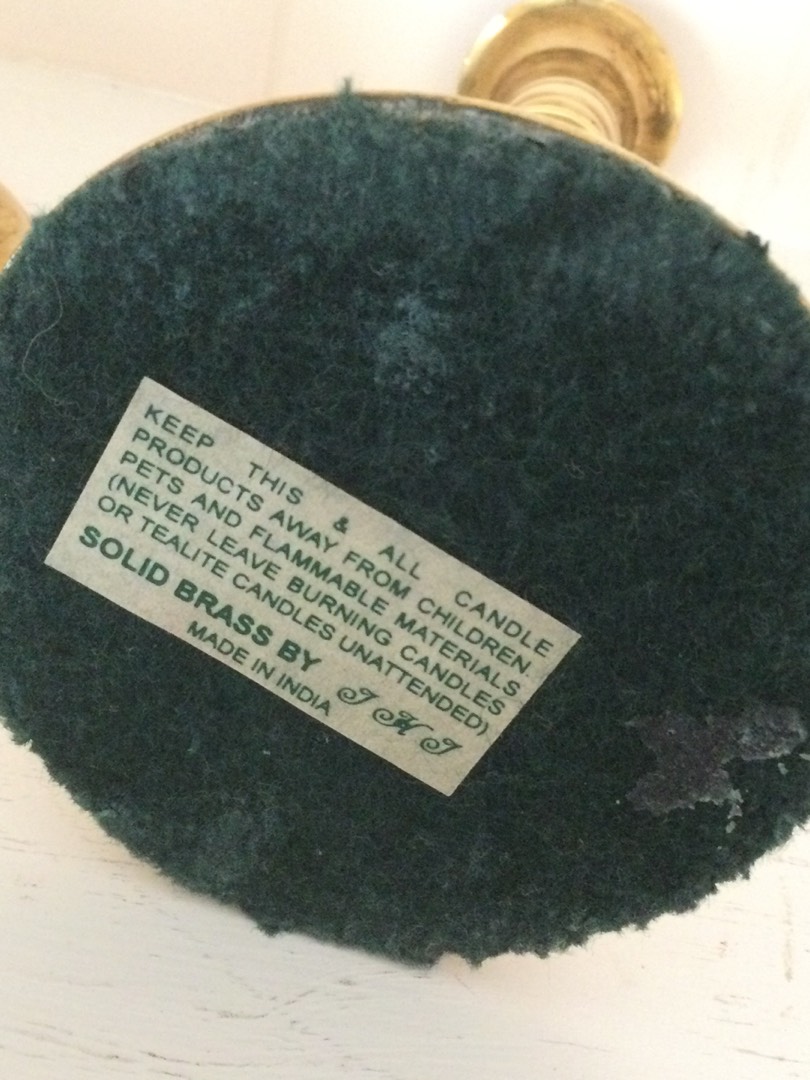 KEEP THIS & ALL CANDLE
PRODUCTS AWAY FROM CHILDREN.
PETS AND FLAMMABLE MATERIALS
(NEVER LEAVE BURNING CANDLES
OR TEALITE CANDLES UNATTENDED)
SOLID BRASS BY I H I
MADE IN INDIA